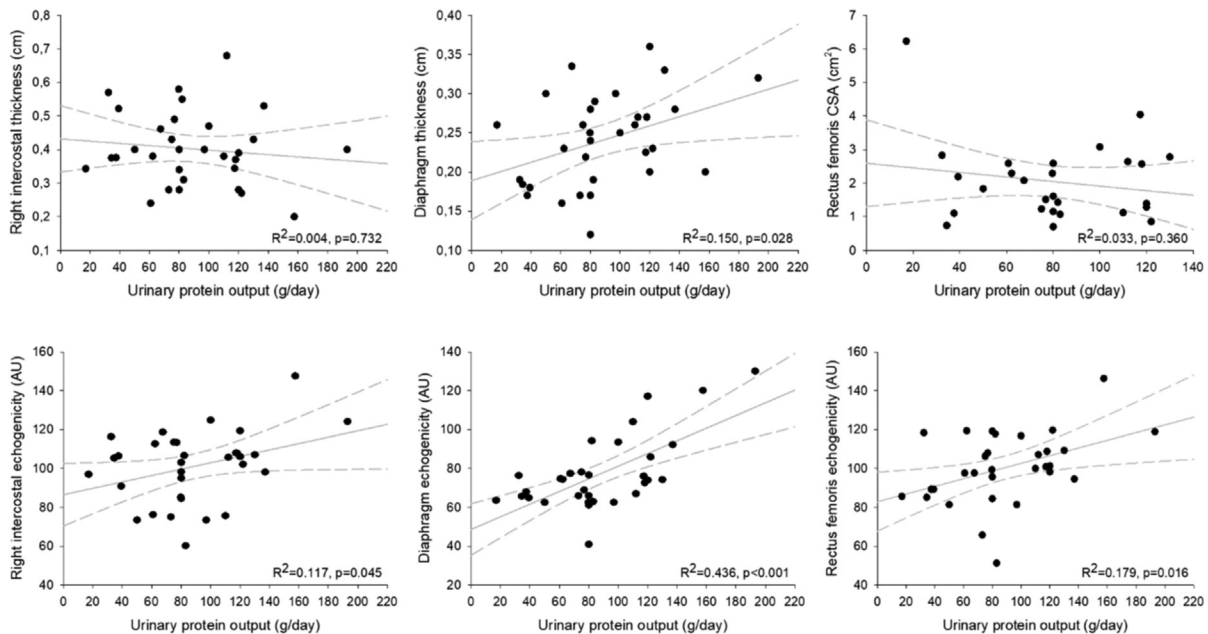 0,8
0,7
0,6
0,5
0,4
0,3
0,2
0,1
Right intercostal thickness (cm)
R²=0.004, p=0.732
0 20 40 60 80 100 120 140 160 180 200 220
Urinary protein output (g/day)
0,40
0,35
0,30
0,25
0,20
0,15
0,10
Diaphragm thickness (cm)
R²=0.150, p=0.028
0 20 40 60 80 100 120 140 160 180 200 220
Urinary protein output (g/day)
7
6
5
4
3
2
1
0
Rectus femoris CSA (cm²)
R²=0.033, p=0.360
0 20 40 60 80 100 120 140
Urinary protein output (g/day)
160
140
120
100
80
60
40
Right intercostal echogenicity (AU)
R²=0.117, p=0.045
0 20 40 60 80 100 120 140 160 180 200 220
Urinary protein output (g/day)
140
120
100
80
60
40
20
Diaphragm echogenicity (AU)
R²=0.436, p<0.001
0 20 40 60 80 100 120 140 160 180 200 220
Urinary protein output (g/day)
160
140
120
100
80
60
40
Rectus femoris echogenicity (AU)
R²=0.179, p=0.016
0 20 40 60 80 100 120 140 160 180 200 220
Urinary protein output (g/day)